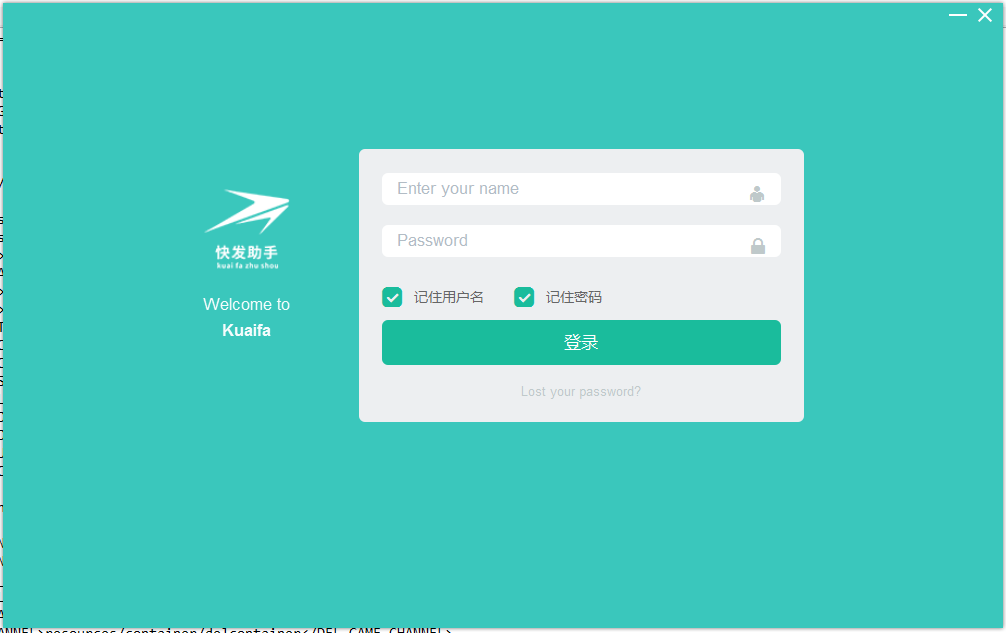 快发助手
kuai fa zhu shou
Welcome to
Kuaifa
Enter your name
Password
记住用户名
记住密码
登录
Lost your password?